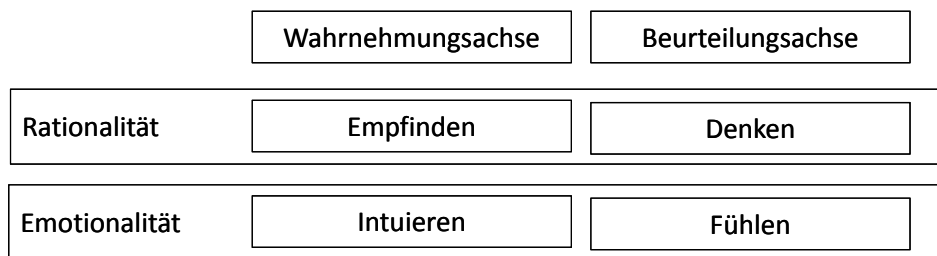 Wahrnehmungsachse Beurteilungsachse
Rationalität Empfinden Denken
Emotionalität Intuieren Fühlen